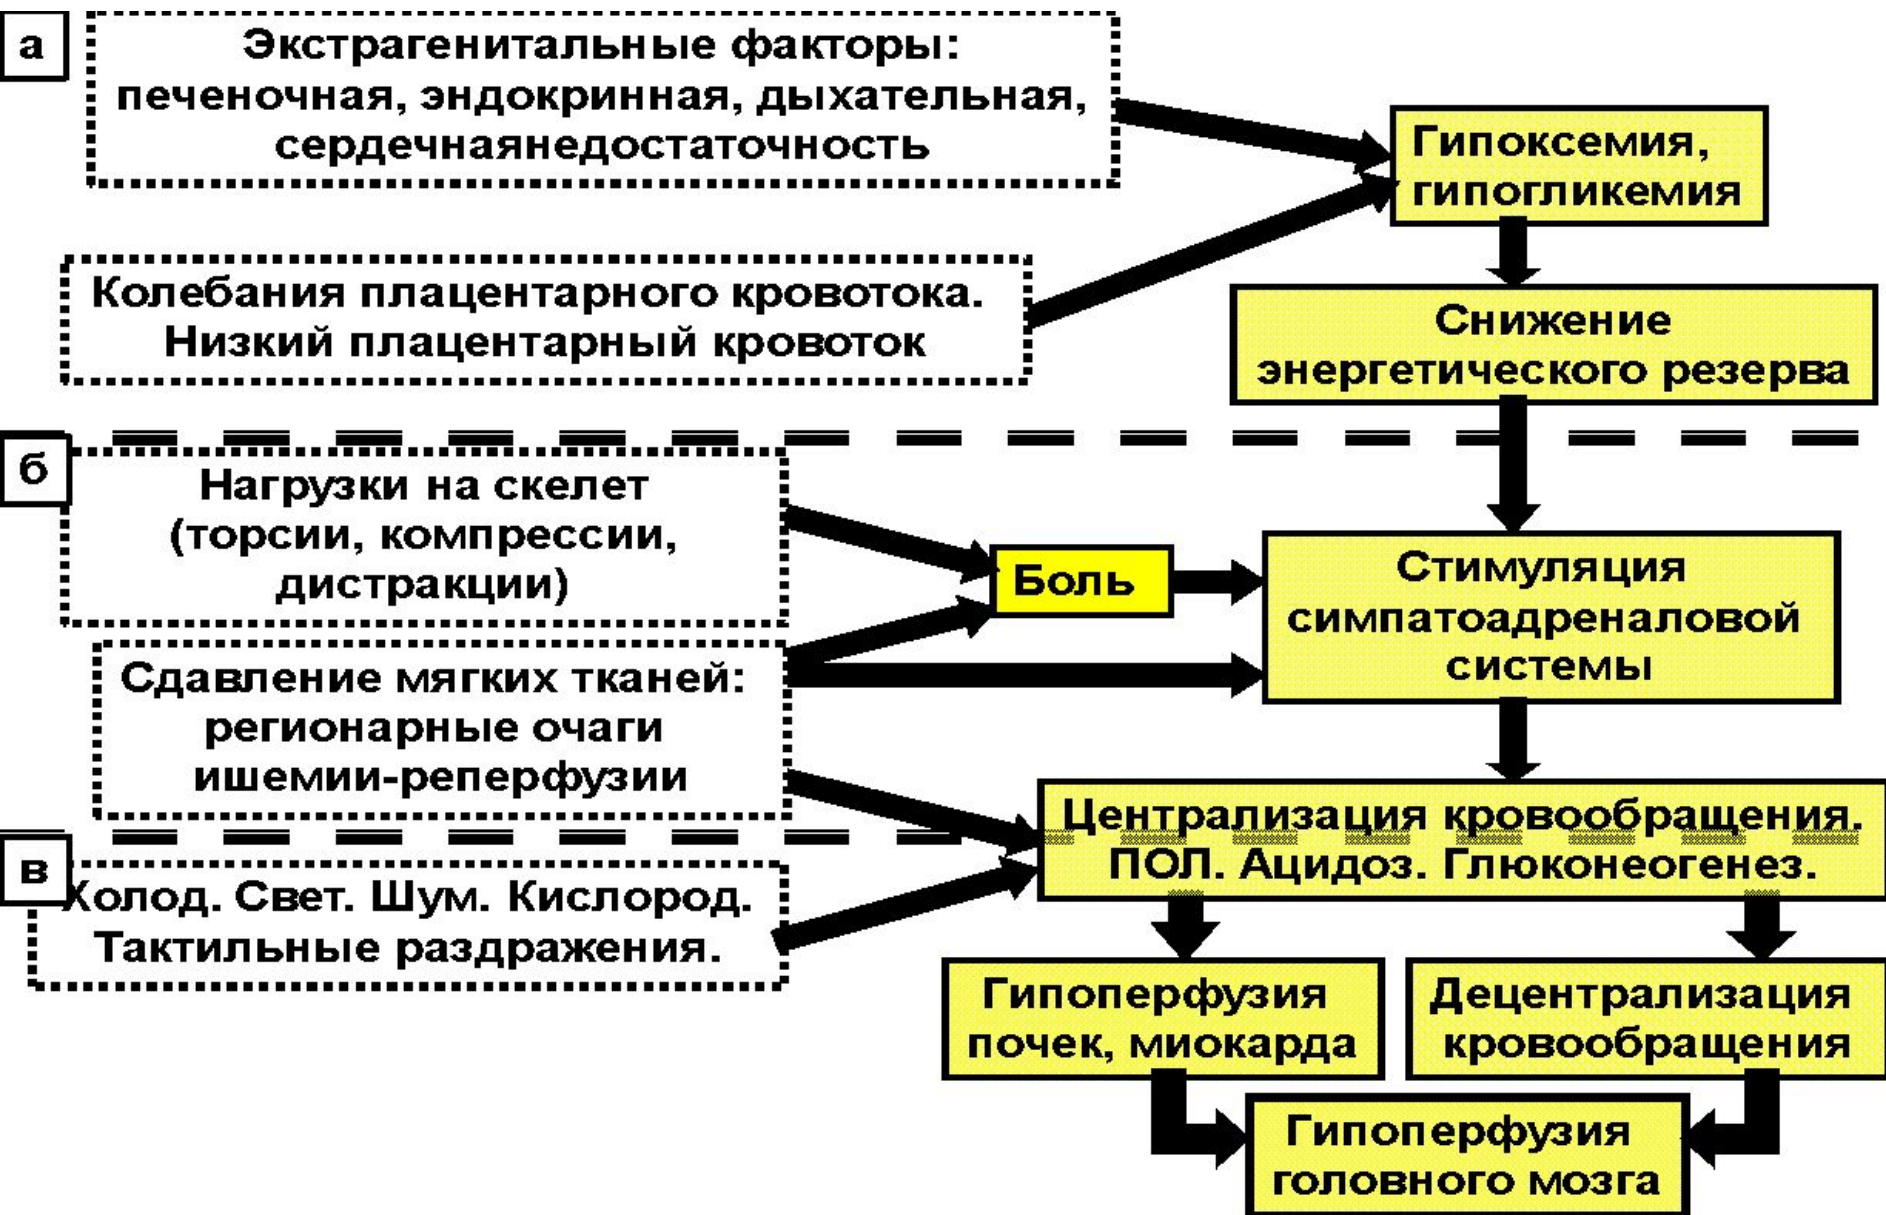 а
Экстрагенитальные факторы:
печеночная, эндокринная, дыхательная,
сердечнаянедостаточность
Гипоксемия,
гипогликемия
Колебания плацентарного кровотока.
Низкий плацентарный кровоток
Снижение
энергетического резерва
б
Нагрузки на скелет
(торсии, компрессии,
дистракции)
Боль
Стимуляция
симпатоадреналовой
системы
Сдавление мягких тканей:
регионарные очаги
ишемии-реперфузии
Централизация кровообращения.
ПОЛ. Ацидоз. Глюконеогенез.
в
Холод. Свет. Шум. Кислород.
Тактильные раздражения.
Гипоперфузия
почек, миокарда
Децентрализация
кровообращения
Гипоперфузия
головного мозга